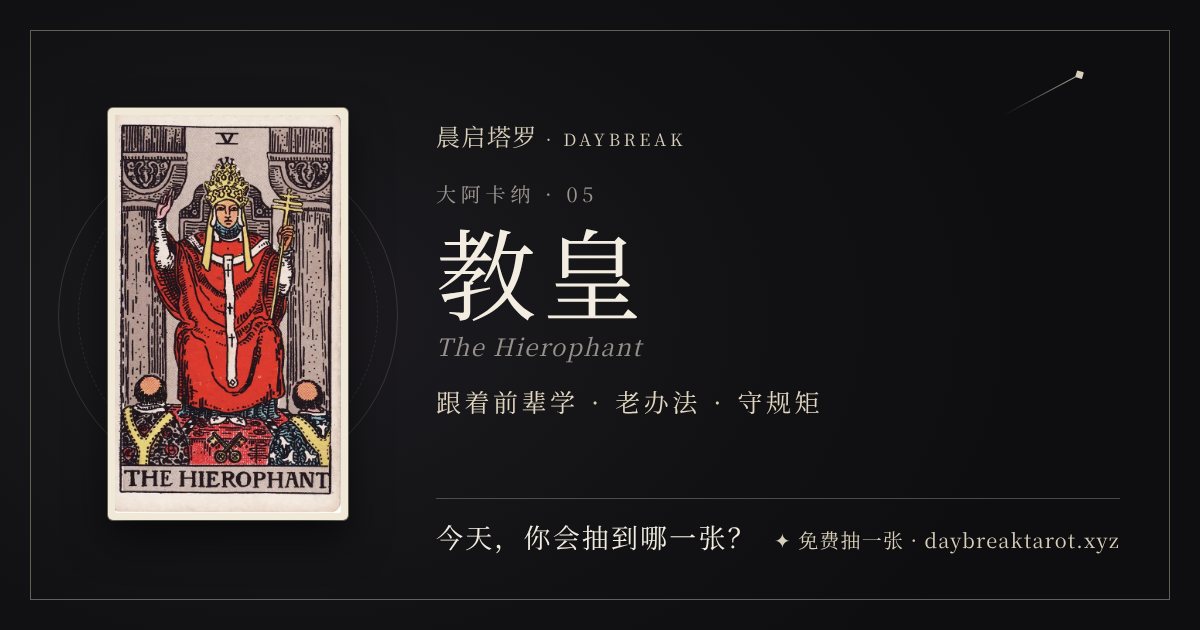 V
THE HIEROPHANT
晨启塔罗 · DAYBREAK
大阿卡纳 · 05
教皇
The Hierophant
跟着前辈学 · 老办法 · 守规矩
今天，你会抽到哪一张？ ✦ 免费抽一张 · daybreaktarot.xyz